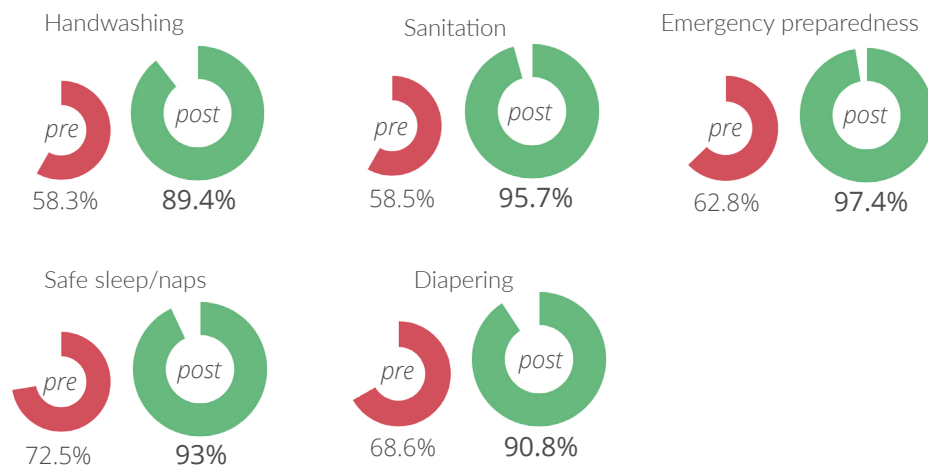 Handwashing
pre
post
58.3%
89.4%
Sanitation
pre
post
58.5%
95.7%
Emergency preparedness
pre
post
62.8%
97.4%
Safe sleep/naps
pre
post
72.5%
93%
Diapering
pre
post
68.6%
90.8%